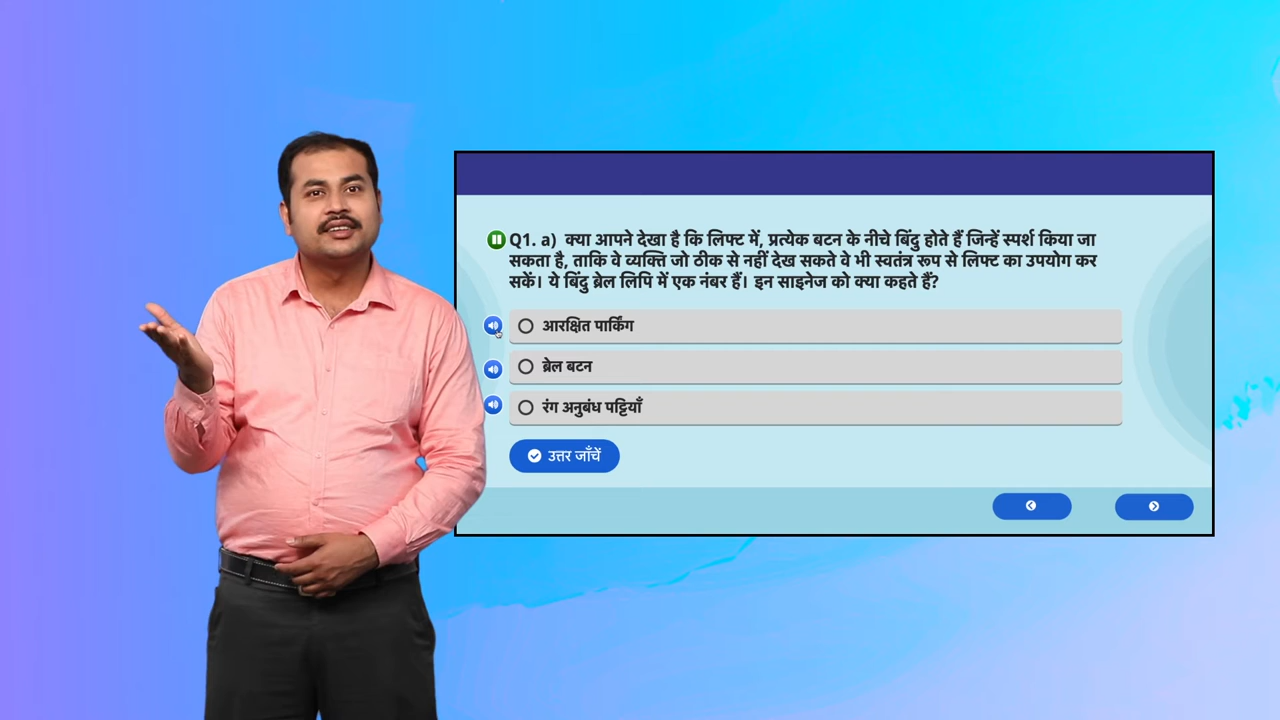 Q1. a) क्या आपने देखा है कि लिफ्ट में, प्रत्येक बटन के नीचे बिंदु होते हैं जिन्हें स्पर्श किया जा
सकता है, ताकि वे व्यक्ति जो ठीक से नहीं देख सकते वे भी स्वतंत्र रूप से लिफ्ट का उपयोग कर
सकें। ये बिंदु ब्रेल लिपि में एक नंबर हैं। इन साइनेज को क्या कहते हैं?
आरक्षित पार्किंग
ब्रेल बटन
रंग अनुबंध पट्टियाँ
उत्तर जाँचें